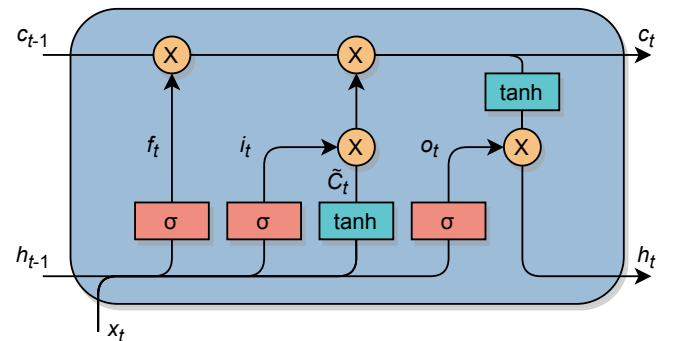 c_{t-1} X X c_t
tanh
f_t i_t X o_t X
C̃_t
σ σ tanh σ
h_{t-1} h_t
x_t